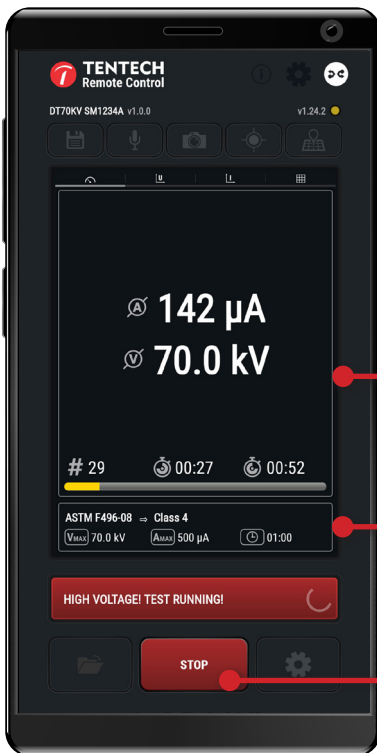 TENTECH
Remote Control
DT70KV SM1234A v1.0.0 v1.24.2
U I
142 µA
70.0 kV
# 29 00:27 00:52
ASTM F496-08 ⇒ Class 4
VMAX 70.0 kV AMAX 500 µA 01:00
HIGH VOLTAGE! TEST RUNNING!
STOP